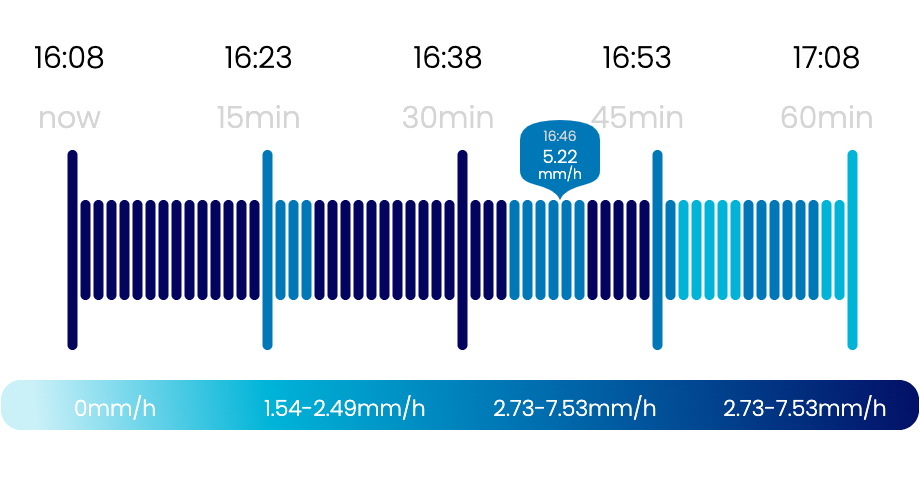 16:08 16:23 16:38 16:53 17:08
now 15min 30min 45min 60min
16:46
5.22
mm/h
0mm/h 1.54-2.49mm/h 2.73-7.53mm/h 2.73-7.53mm/h